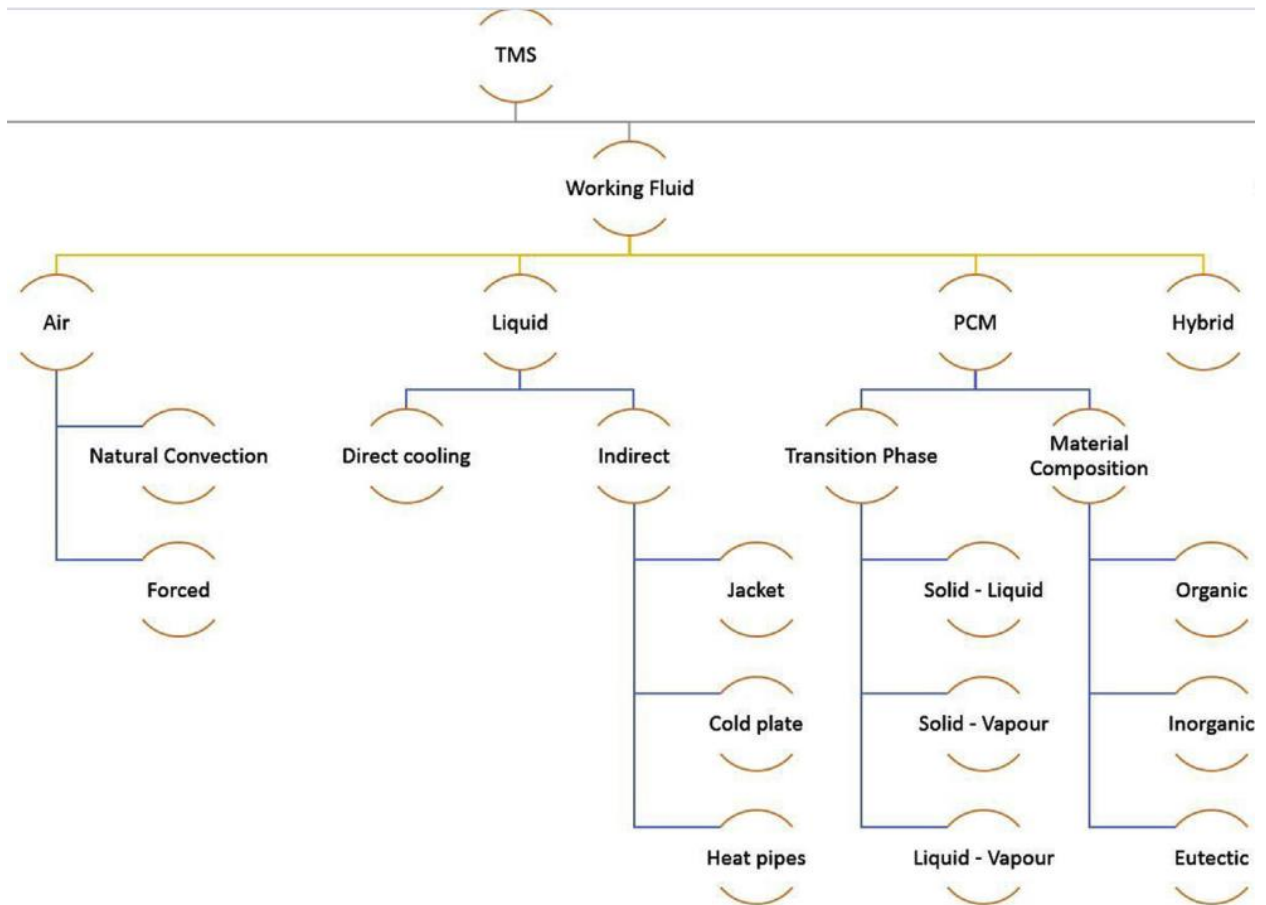 TMS
Working Fluid
Air
Liquid
PCM
Hybrid
Natural Convection
Direct cooling
Indirect
Transition Phase
Material
Composition
Forced
Jacket
Solid - Liquid
Organic
Cold plate
Solid - Vapour
Inorganic
Heat pipes
Liquid - Vapour
Eutectic